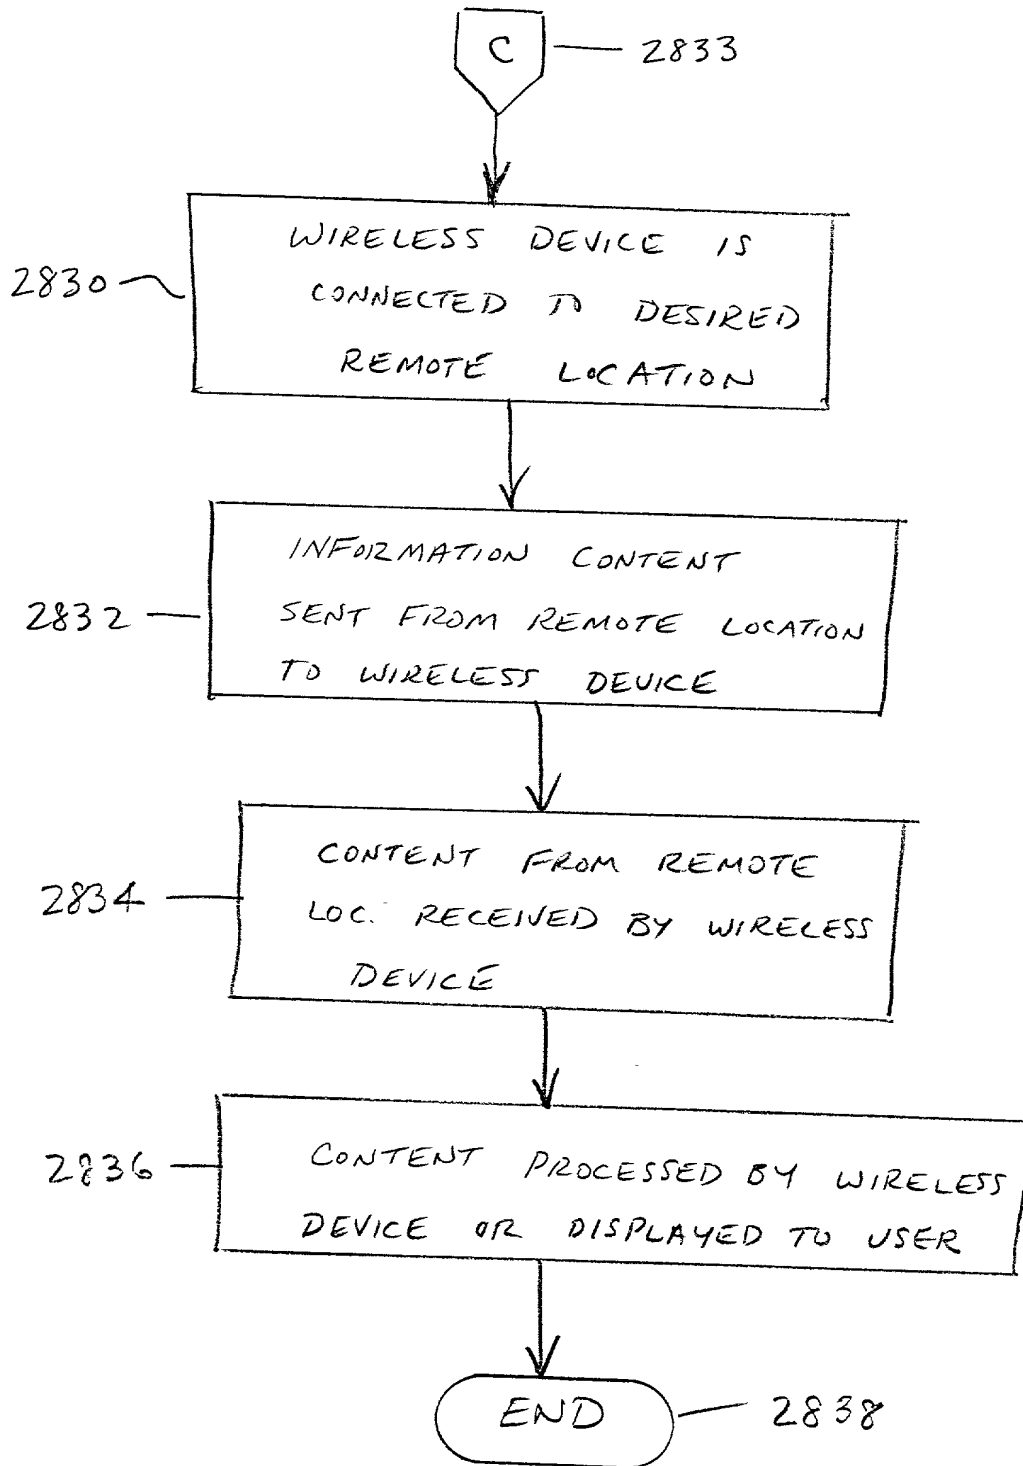 C 2833
WIRELESS DEVICE IS
2830
CONNECTED TO DESIRED
REMOTE LOCATION
INFORMATION CONTENT
2832
SENT FROM REMOTE LOCATION
TO WIRELESS DEVICE
CONTENT FROM REMOTE
2834
LOC. RECEIVED BY WIRELESS
DEVICE
2836
CONTENT PROCESSED BY WIRELESS
DEVICE OR DISPLAYED TO USER
END 2838